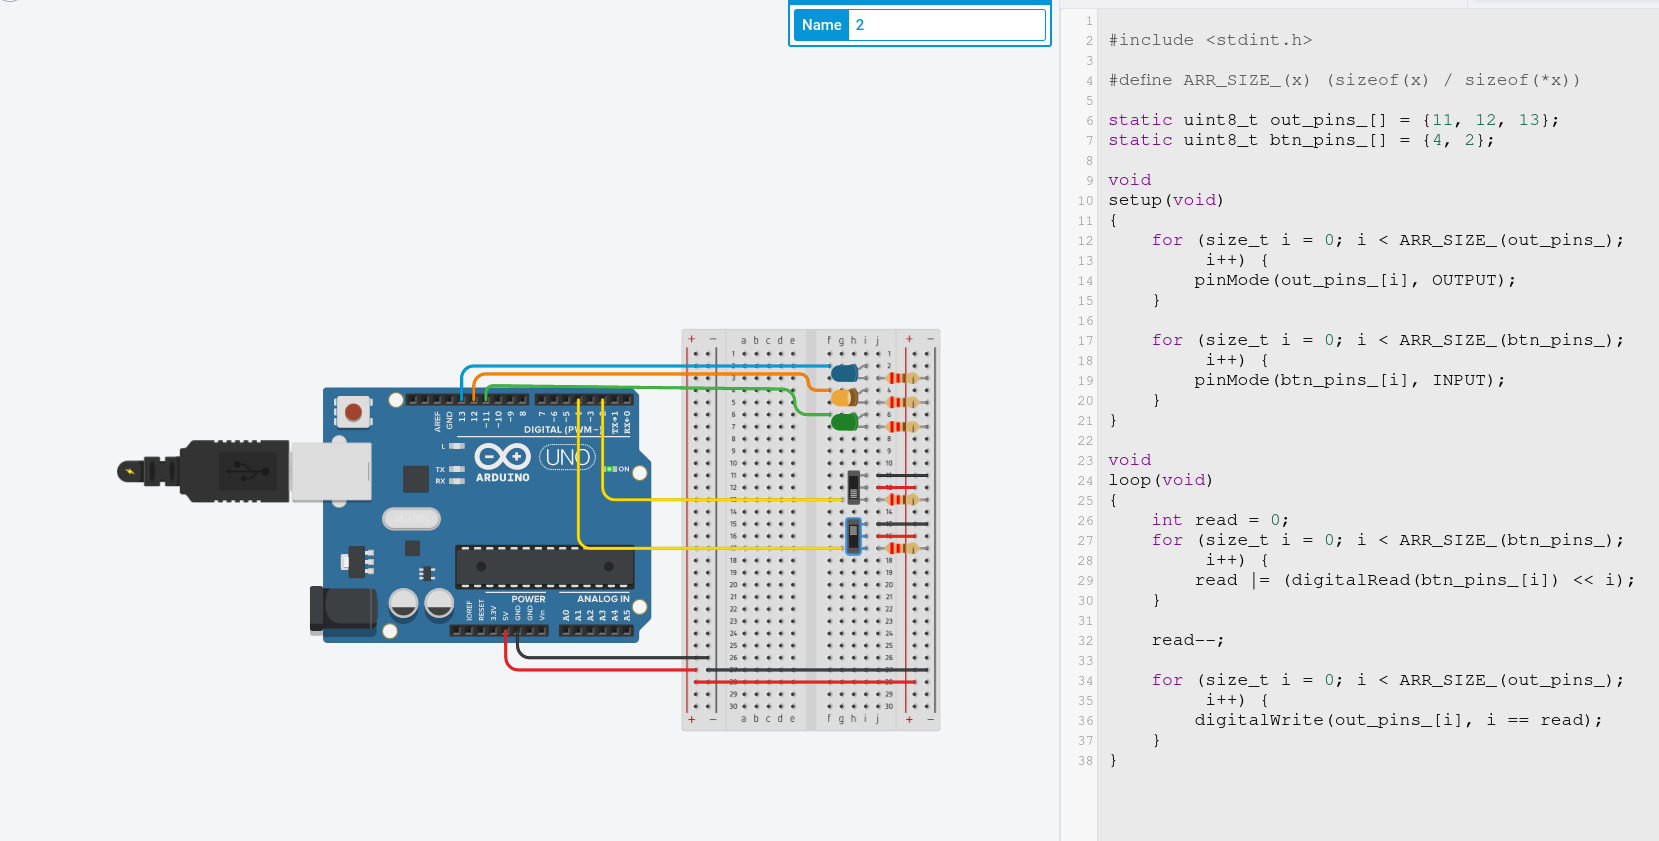 Name 2
1
2 #include <stdint.h>
3
4 #define ARR_SIZE_(x) (sizeof(x) / sizeof(*x))
5
6 static uint8_t out_pins_[] = {11, 12, 13};
7 static uint8_t btn_pins_[] = {4, 2};
8
9 void
10 setup(void)
11 {
12 for (size_t i = 0; i < ARR_SIZE_(out_pins_);
13 i++) {
14 pinMode(out_pins_[i], OUTPUT);
15 }
16
17 for (size_t i = 0; i < ARR_SIZE_(btn_pins_);
18 i++) {
19 pinMode(btn_pins_[i], INPUT);
20 }
21 }
22
23 void
24 loop(void)
25 {
26 int read = 0;
27 for (size_t i = 0; i < ARR_SIZE_(btn_pins_);
28 i++) {
29 read |= (digitalRead(btn_pins_[i]) << i);
30 }
31
32 read--;
33
34 for (size_t i = 0; i < ARR_SIZE_(out_pins_);
35 i++) {
36 digitalWrite(out_pins_[i], i == read);
37 }
38 }
AREF
GND
13
12
~11
~10
~9
8
7
~6
~5
~3
TX→1
RX←0
DIGITAL (PWM~)
L
TX
RX
ARDUINO
UNO
ON
POWER
ANALOG IN
IOREF
RESET
3.3V
5V
GND
GND
Vin
A0
A1
A2
A3
A4
A5
+ − a b c d e f g h i j + −
+ − a b c d e f g h i j + −